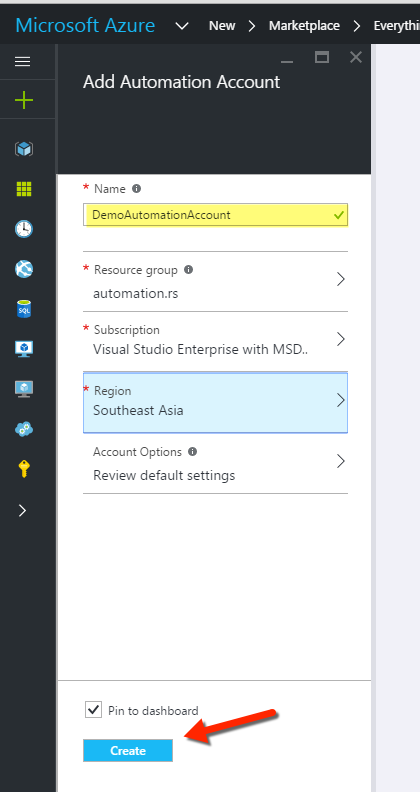 Microsoft Azure New Marketplace Everythi
Add Automation Account
* Name
DemoAutomationAccount
* Resource group
automation.rs
* Subscription
Visual Studio Enterprise with MSD..
* Region
Southeast Asia
Account Options
Review default settings
SQL
Pin to dashboard
Create